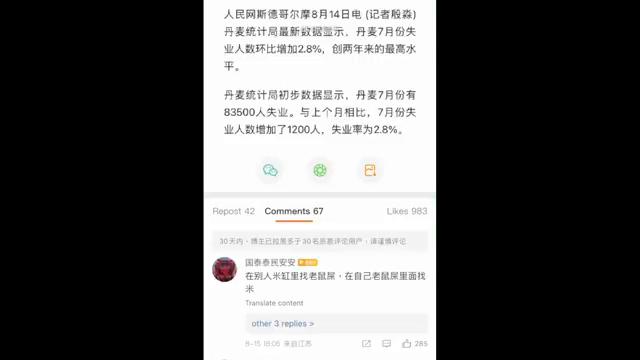 人民网斯德哥尔摩8月14日电 (记者殷淼)
丹麦统计局最新数据显示，丹麦7月份失
业人数环比增加2.8%，创两年来的最高水
平。
丹麦统计局初步数据显示，丹麦7月份有
83500人失业。与上个月相比，7月份失
业人数增加了1200人，失业率为2.8%。
Repost 42 Comments 67 Likes 983
30天内，博主已拉黑多于30名恶意评论用户，请谨慎评论
国泰泰民安安
在别人米缸里找老鼠屎，在自己老鼠屎里面找
米
Translate content
other 3 replies >
8-15 18:05 来自江苏 285